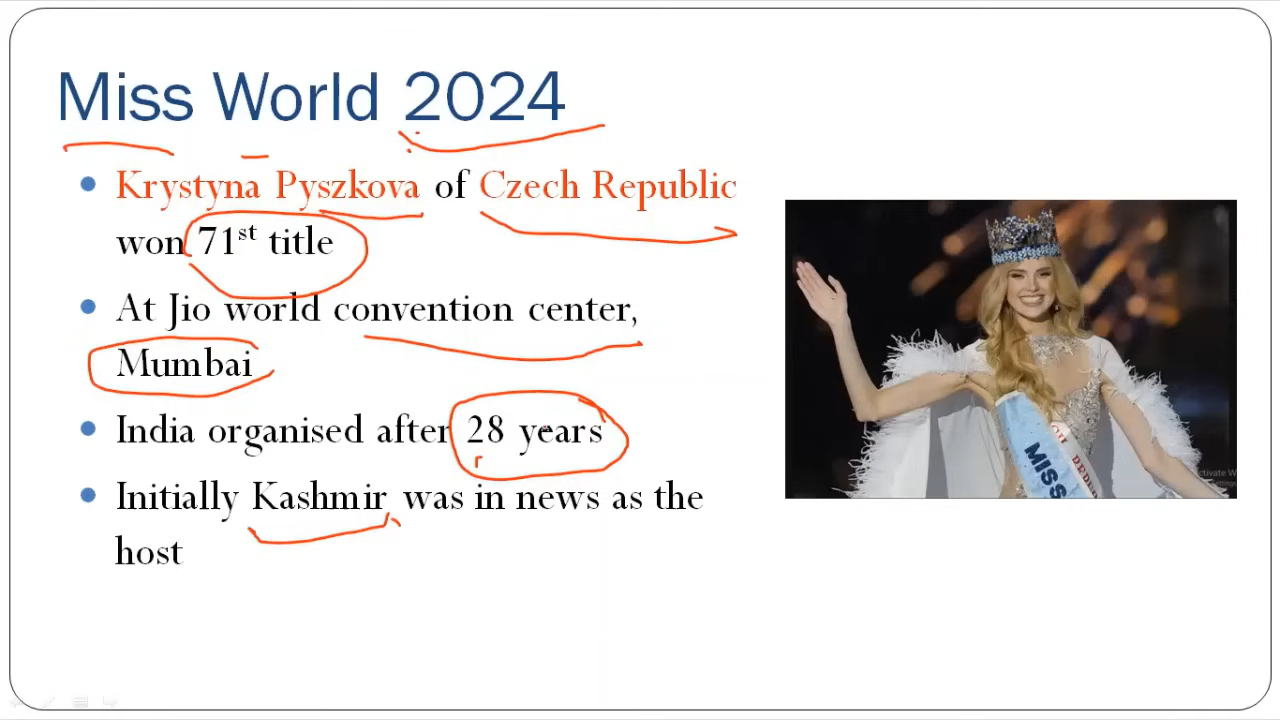 Miss World 2024
Krystyna Pyszkova of Czech Republic
won 71st title
At Jio world convention center,
Mumbai
India organised after 28 years
Initially Kashmir was in news as the
host
MISS